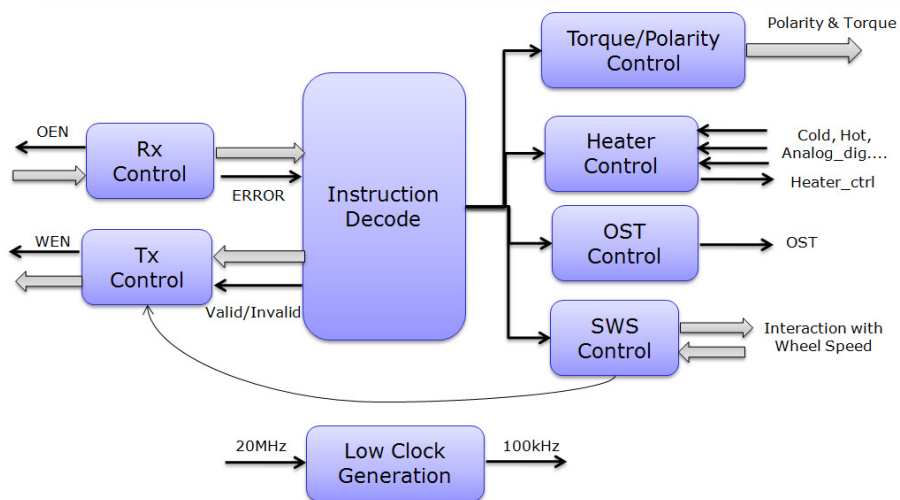 Torque/Polarity
Control
Polarity & Torque
OEN
Rx
Control
ERROR
Instruction
Decode
Heater
Control
Cold, Hot,
Analog_dig....
Heater_ctrl
WEN
Tx
Control
Valid/Invalid
OST
Control
OST
SWS
Control
Interaction with
Wheel Speed
20MHz
Low Clock
Generation
100kHz